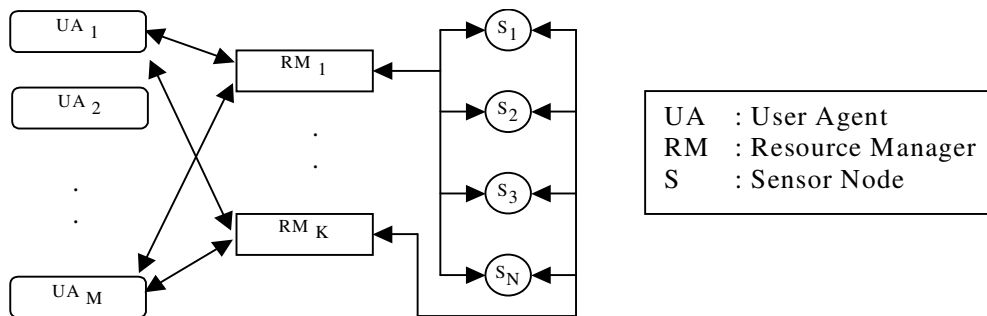 UA 1
UA 2
UA M
RM 1
RM K
S1
S2
S3
SN
UA : User Agent
RM : Resource Manager
S : Sensor Node